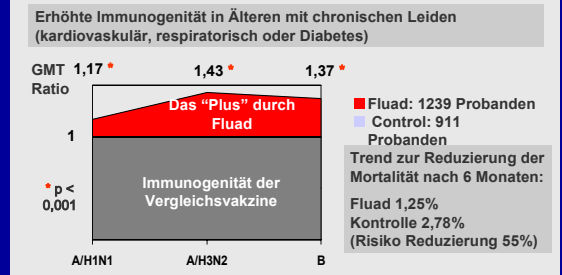 Erhöhte Immunogenität in Älteren mit chronischen Leiden
(kardiovaskulär, respiratorisch oder Diabetes)
GMT
Ratio
1,17 *
1,43 *
1,37 *
Das “Plus” durch
Fluad
Fluad: 1239 Probanden
Control: 911
Probanden
1
Immunogenität der
Vergleichsvakzine
* p <
0,001
Trend zur Reduzierung der
Mortalität nach 6 Monaten:
Fluad 1,25%
Kontrolle 2,78%
(Risiko Reduzierung 55%)
A/H1N1
A/H3N2
B